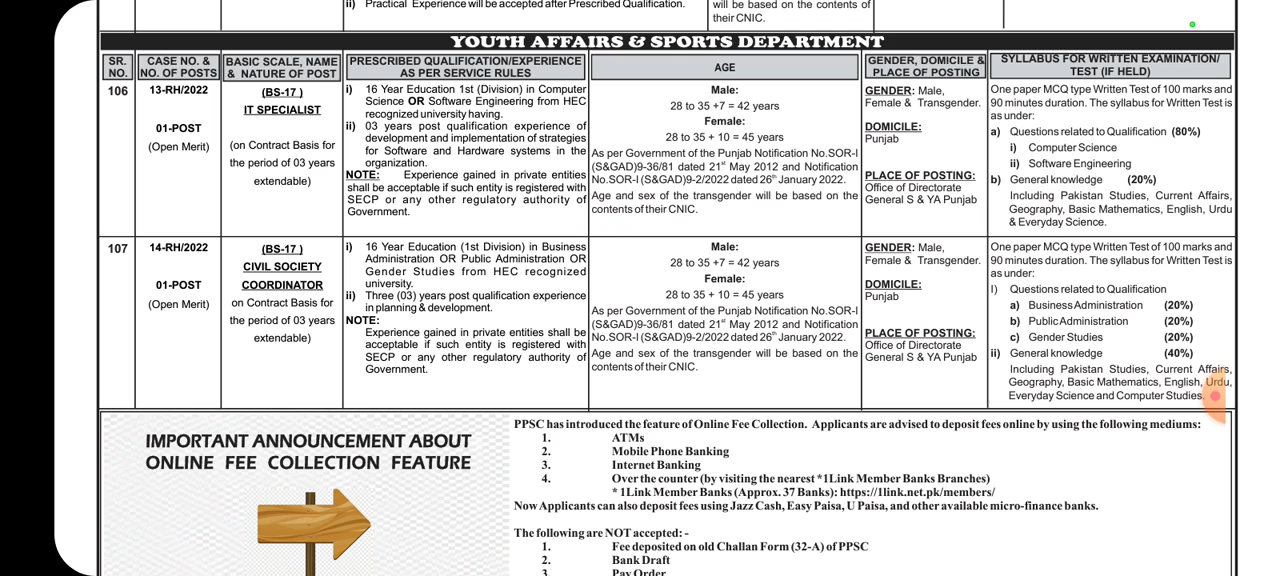 ii) Practical Experience will be accepted after Prescribed Qualification.
will be based on the contents of
their CNIC.
YOUTH AFFAIRS & SPORTS DEPARTMENT
SR. NO.
CASE NO. & NO. OF POSTS
BASIC SCALE, NAME & NATURE OF POST
PRESCRIBED QUALIFICATION/EXPERIENCE
AS PER SERVICE RULES
AGE
GENDER, DOMICILE &
PLACE OF POSTING
SYLLABUS FOR WRITTEN EXAMINATION/
TEST (IF HELD)
106
13-RH/2022
01-POST
(Open Merit)
(BS-17 )
IT SPECIALIST
(on Contract Basis for
the period of 03 years
extendable)
i) 16 Year Education 1st (Division) in Computer
Science OR Software Engineering from HEC
recognized university having.
ii) 03 years post qualification experience of
development and implementation of strategies
for Software and Hardware systems in the
organization.
NOTE: Experience gained in private entities
shall be acceptable if such entity is registered with
SECP or any other regulatory authority of
Government.
Male:
28 to 35 +7 = 42 years
Female:
28 to 35 + 10 = 45 years
As per Government of the Punjab Notification No.SOR-I
(S&GAD)9-36/81 dated 21st May 2012 and Notification
No.SOR-I (S&GAD)9-2/2022 dated 26th January 2022.
Age and sex of the transgender will be based on the
contents of their CNIC.
GENDER: Male,
Female & Transgender.
DOMICILE:
Punjab
PLACE OF POSTING:
Office of Directorate
General S & YA Punjab
One paper MCQ type Written Test of 100 marks and
90 minutes duration. The syllabus for Written Test is
as under:
a) Questions related to Qualification (80%)
i) Computer Science
ii) Software Engineering
b) General knowledge (20%)
Including Pakistan Studies, Current Affairs,
Geography, Basic Mathematics, English, Urdu
& Everyday Science.
107
14-RH/2022
01-POST
(Open Merit)
(BS-17 )
CIVIL SOCIETY
COORDINATOR
on Contract Basis for
the period of 03 years
extendable)
i) 16 Year Education (1st Division) in Business
Administration OR Public Administration OR
Gender Studies from HEC recognized
university.
ii) Three (03) years post qualification experience
in planning & development.
NOTE:
Experience gained in private entities shall be
acceptable if such entity is registered with
SECP or any other regulatory authority of
Government.
Male:
28 to 35 +7 = 42 years
Female:
28 to 35 + 10 = 45 years
As per Government of the Punjab Notification No.SOR-I
(S&GAD)9-36/81 dated 21st May 2012 and Notification
No.SOR-I (S&GAD)9-2/2022 dated 26th January 2022.
Age and sex of the transgender will be based on the
contents of their CNIC.
GENDER: Male,
Female & Transgender.
DOMICILE:
Punjab
PLACE OF POSTING:
Office of Directorate
General S & YA Punjab
One paper MCQ type Written Test of 100 marks and
90 minutes duration. The syllabus for Written Test is
as under:
I) Questions related to Qualification
a) Business Administration (20%)
b) Public Administration (20%)
c) Gender Studies (20%)
ii) General knowledge (40%)
Including Pakistan Studies, Current Affairs,
Geography, Basic Mathematics, English, Urdu,
Everyday Science and Computer Studies.
IMPORTANT ANNOUNCEMENT ABOUT
ONLINE FEE COLLECTION FEATURE
PPSC has introduced the feature of Online Fee Collection. Applicants are advised to deposit fees online by using the following mediums:
1. ATMs
2. Mobile Phone Banking
3. Internet Banking
4. Over the counter (by visiting the nearest *1Link Member Banks Branches)
* 1Link Member Banks (Approx. 37 Banks): https://1link.net.pk/members/
Now Applicants can also deposit fees using Jazz Cash, Easy Paisa, U Paisa, and other available micro-finance banks.
The following are NOT accepted: -
1. Fee deposited on old Challan Form (32-A) of PPSC
2. Bank Draft
3. Pay Order